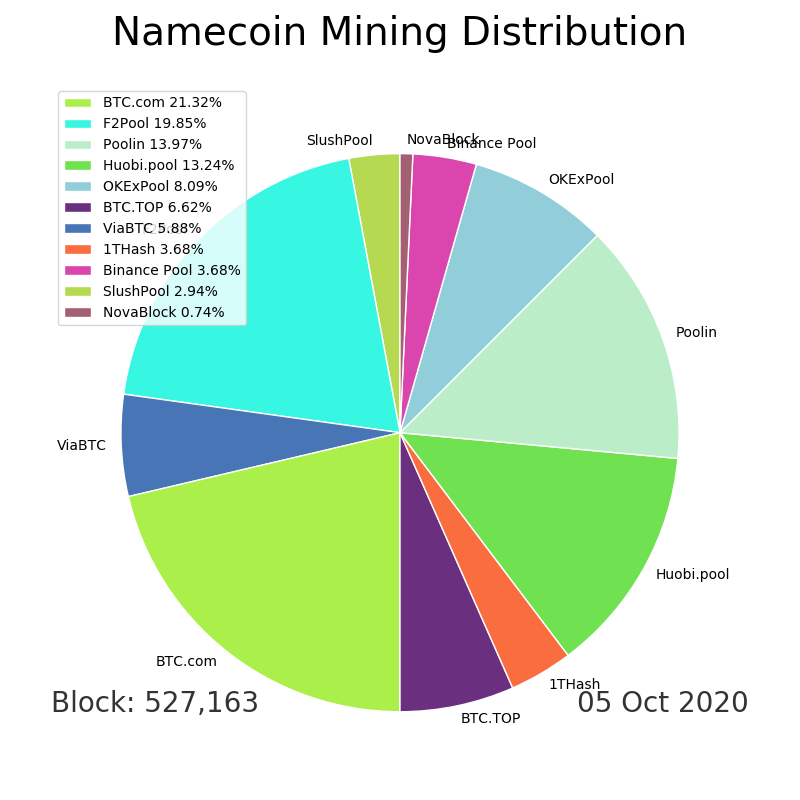 Namecoin Mining Distribution
BTC.com 21.32%
F2Pool 19.85%
Poolin 13.97%
Huobi.pool 13.24%
OKExPool 8.09%
BTC.TOP 6.62%
ViaBTC 5.88%
1THash 3.68%
Binance Pool 3.68%
SlushPool 2.94%
NovaBlock 0.74%
SlushPool
NovaBlock
Binance Pool
OKExPool
Poolin
ViaBTC
Huobi.pool
BTC.com
1THash
BTC.TOP
Block: 527,163
05 Oct 2020